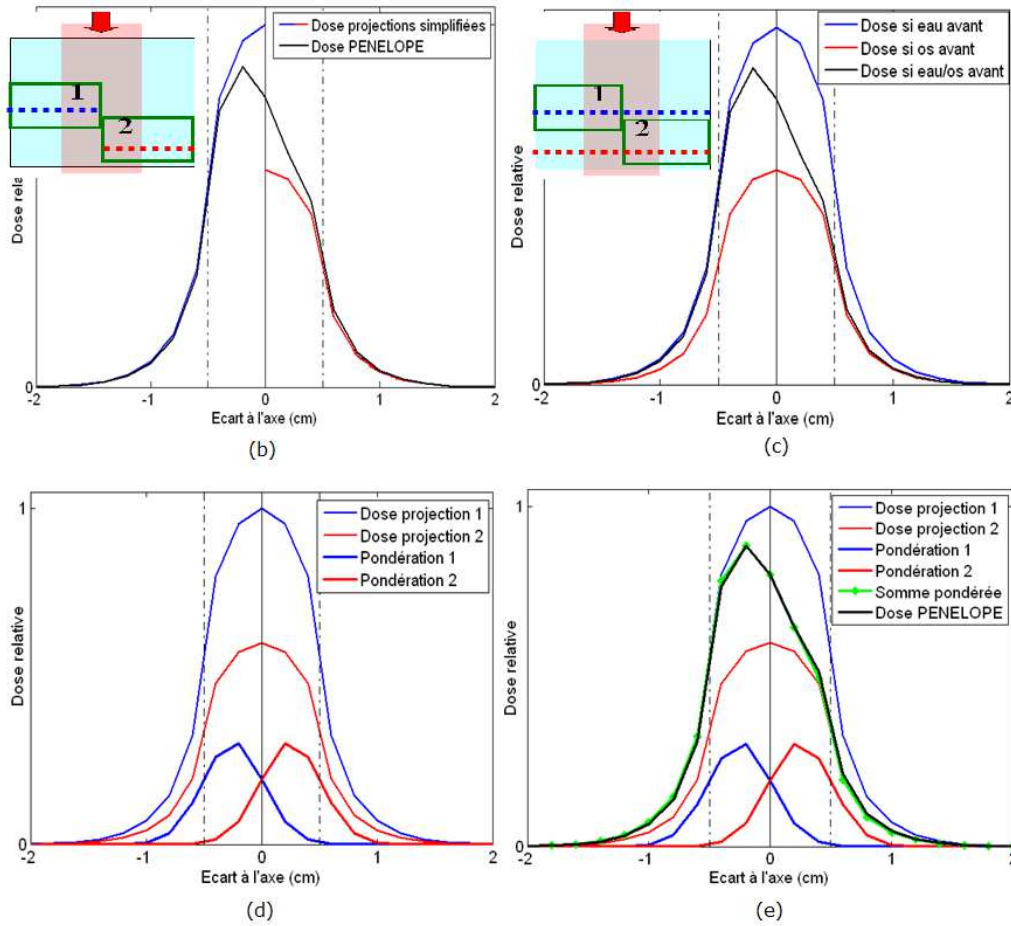 Dose projections simplifiées
Dose PENELOPE
1
2
0
-2
-1
0
1
2
Ecart à l'axe (cm)
(b)
Dose si eau avant
Dose si os avant
Dose si eau/os avant
1
2
Dose relative
0
-2
-1
0
1
2
Ecart à l'axe (cm)
(c)
Dose projection 1
Dose projection 2
Pondération 1
Pondération 2
Dose relative
1
0
-2
-1
0
1
2
Ecart à l'axe (cm)
(d)
Dose projection 1
Dose projection 2
Pondération 1
Pondération 2
Somme pondérée
Dose PENELOPE
Dose relative
1
0
-2
-1
0
1
2
Ecart à l'axe (cm)
(e)